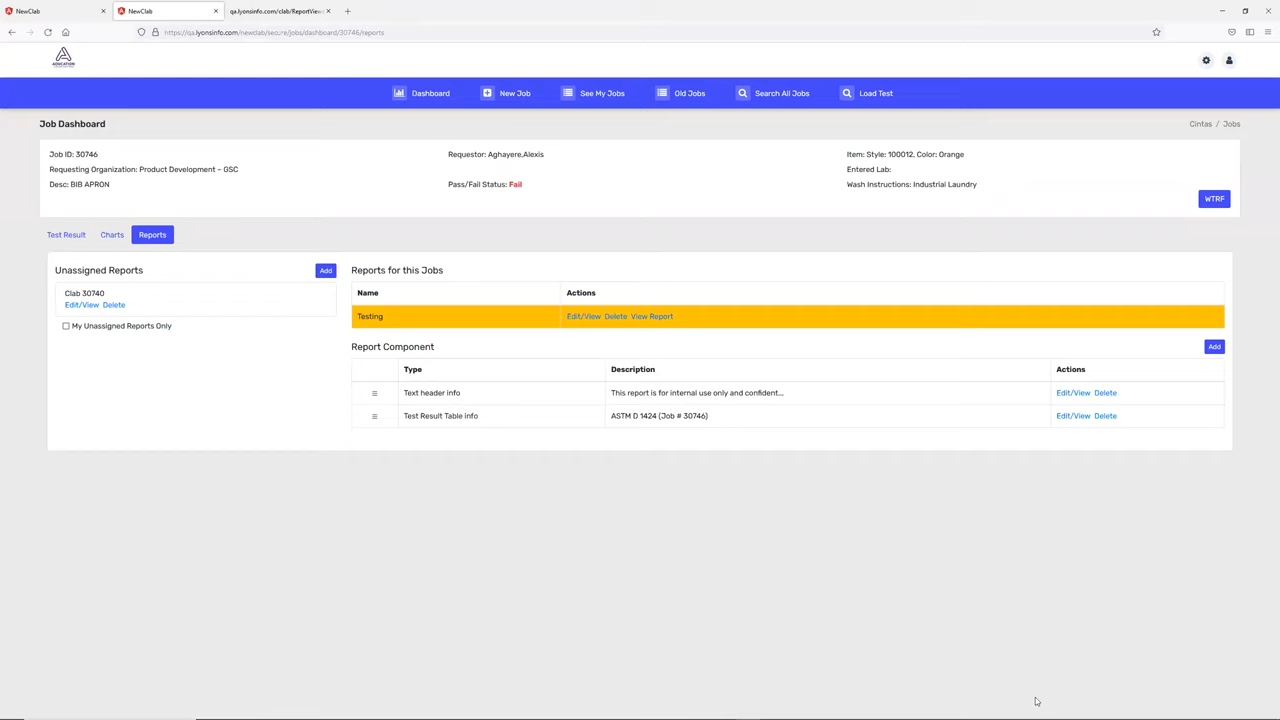 NewClab
NewClab
qa.lyonsinfo.com/clab/ReportView
https://qa.lyonsinfo.com/newclab/secure/jobs/dashboard/30746/reports
ADUCATION
Dashboard
New Job
See My Jobs
Old Jobs
Search All Jobs
Load Test
Job Dashboard
Cintas / Jobs
Job ID: 30746
Requestor: Aghayere,Alexis
Item: Style: 100012, Color: Orange
Requesting Organization: Product Development - GSC
Entered Lab:
Desc: BIB APRON
Pass/Fail Status: Fail
Wash Instructions: Industrial Laundry
WTRF
Test Result
Charts
Reports
Unassigned Reports
Add
Clab 30740
Edit/View Delete
My Unassigned Reports Only
Reports for this Jobs
Name Actions
Testing Edit/View Delete View Report
Report Component
Add
Type Description Actions
Text header info This report is for internal use only and confident... Edit/View Delete
Test Result Table info ASTM D 1424 (Job # 30746) Edit/View Delete